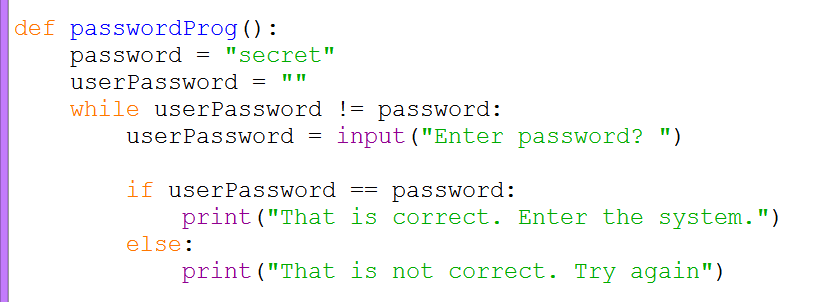 def passwordProg():
    password = "secret"
    userPassword = ""
    while userPassword != password:
        userPassword = input("Enter password? ")

        if userPassword == password:
            print("That is correct. Enter the system.")
        else:
            print("That is not correct. Try again")